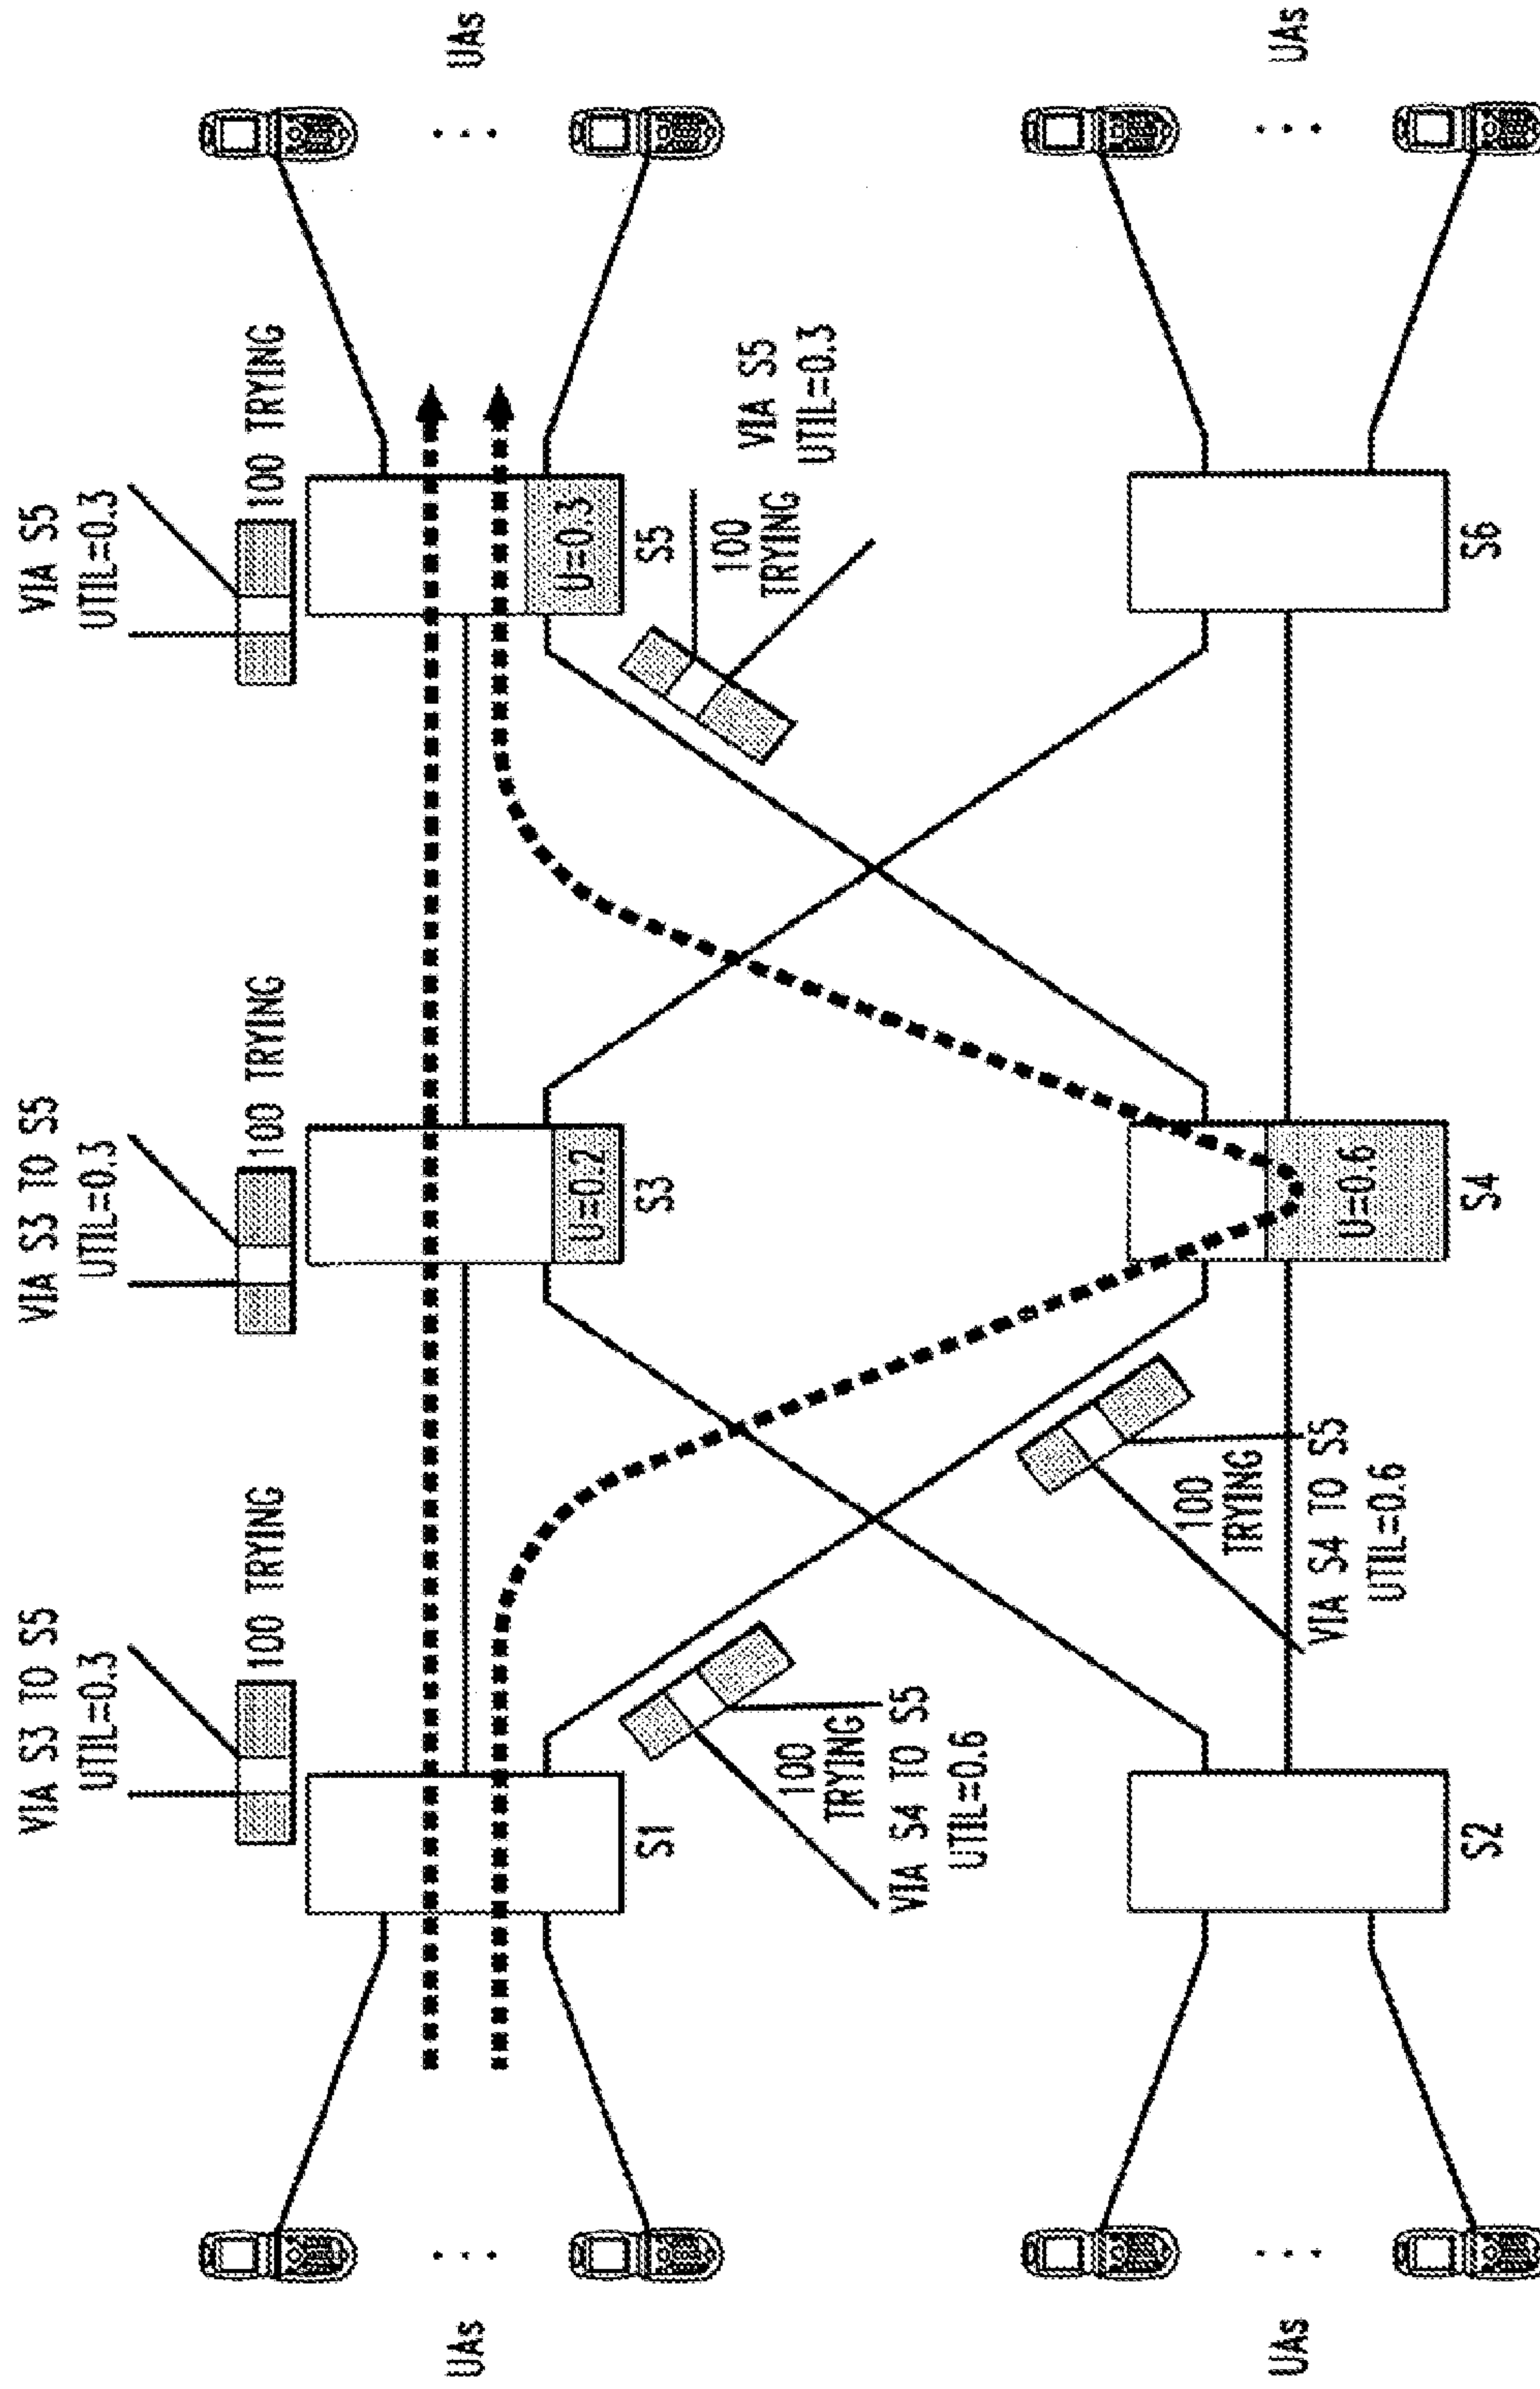 VIA S3 TO S5
UTIL=0.3
100 TRYING
VIA S3 TO S5
UTIL=0.3
100 TRYING
VIA S5
UTIL=0.3
100 TRYING
UAs
S1
U=0.2
S3
U=0.3
S5
UAs
100
TRYING
VIA S4 TO S5
UTIL=0.6
100
TRYING
VIA S5
UTIL=0.3
100
TRYING
VIA S4 TO S5
UTIL=0.6
UAs
S2
U=0.6
S4
S6
UAs